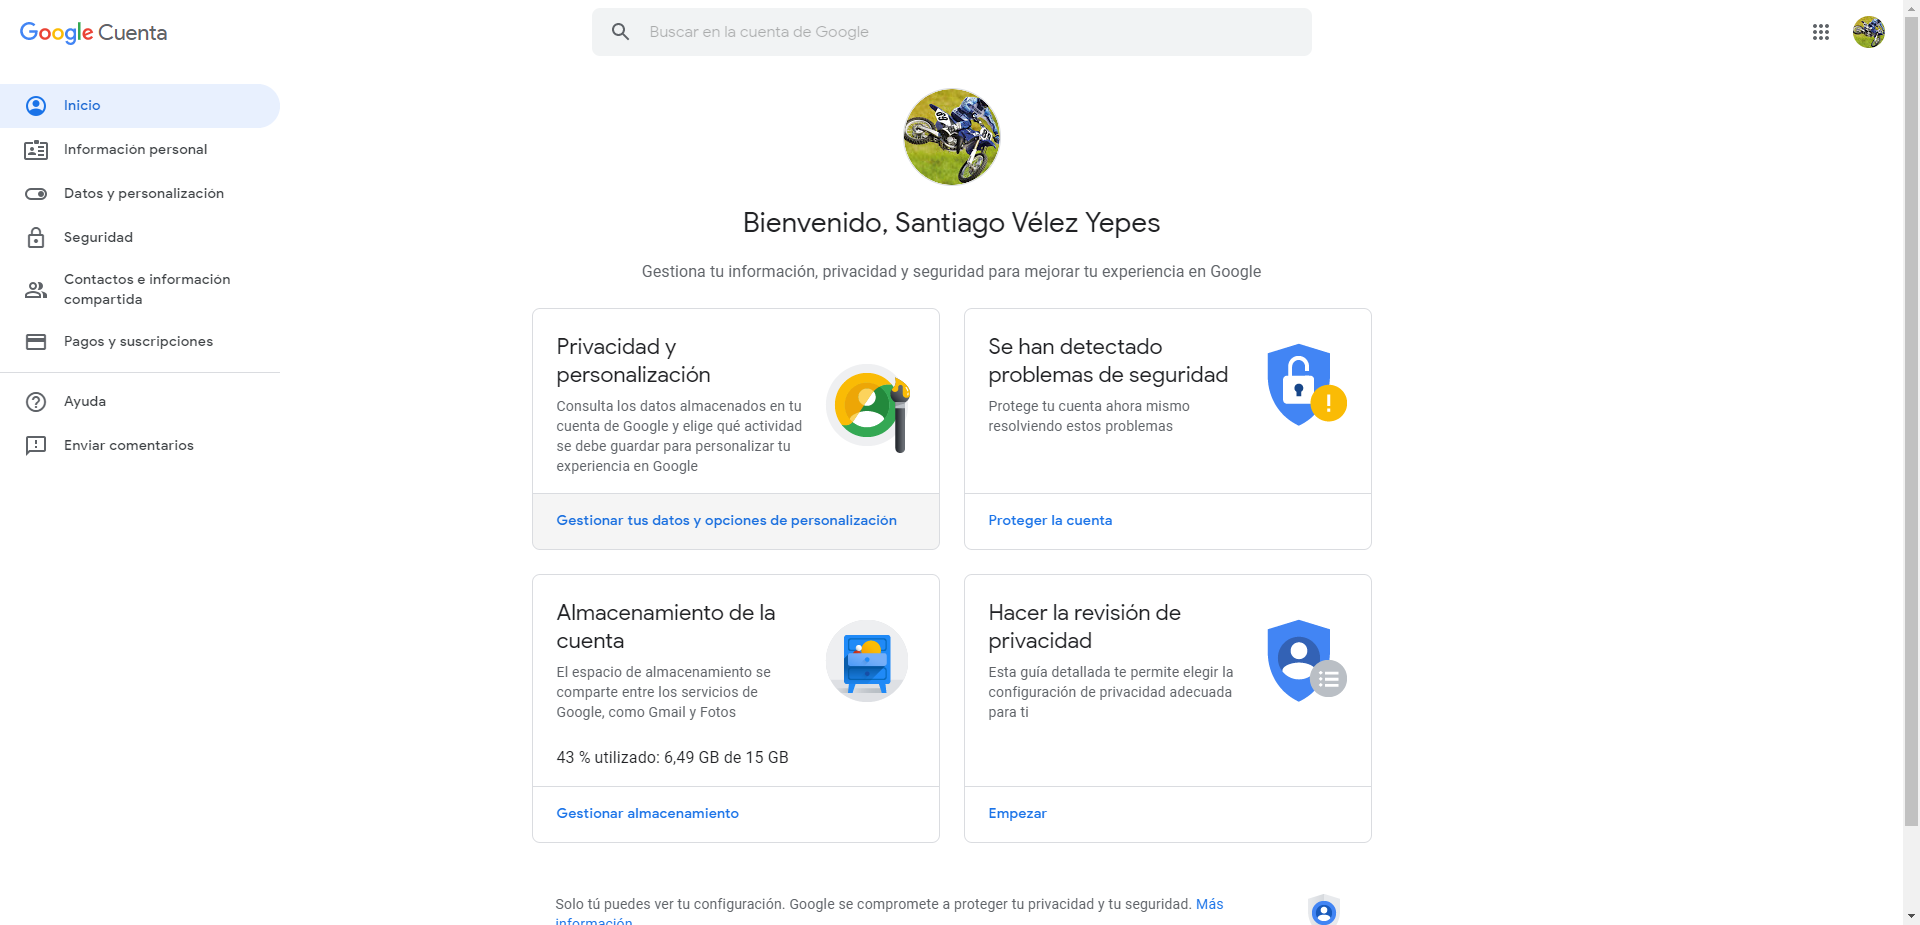 Google Cuenta
Buscar en la cuenta de Google
Inicio
Información personal
Datos y personalización
Seguridad
Contactos e información
compartida
Pagos y suscripciones
Ayuda
Enviar comentarios
Bienvenido, Santiago Vélez Yepes
Gestiona tu información, privacidad y seguridad para mejorar tu experiencia en Google
Privacidad y
personalización
Consulta los datos almacenados en tu
cuenta de Google y elige qué actividad
se debe guardar para personalizar tu
experiencia en Google
Gestionar tus datos y opciones de personalización
Se han detectado
problemas de seguridad
Protege tu cuenta ahora mismo
resolviendo estos problemas
Proteger la cuenta
Almacenamiento de la
cuenta
El espacio de almacenamiento se
comparte entre los servicios de
Google, como Gmail y Fotos
43 % utilizado: 6,49 GB de 15 GB
Gestionar almacenamiento
Hacer la revisión de
privacidad
Esta guía detallada te permite elegir la
configuración de privacidad adecuada
para ti
Empezar
Solo tú puedes ver tu configuración. Google se compromete a proteger tu privacidad y tu seguridad. Más
información